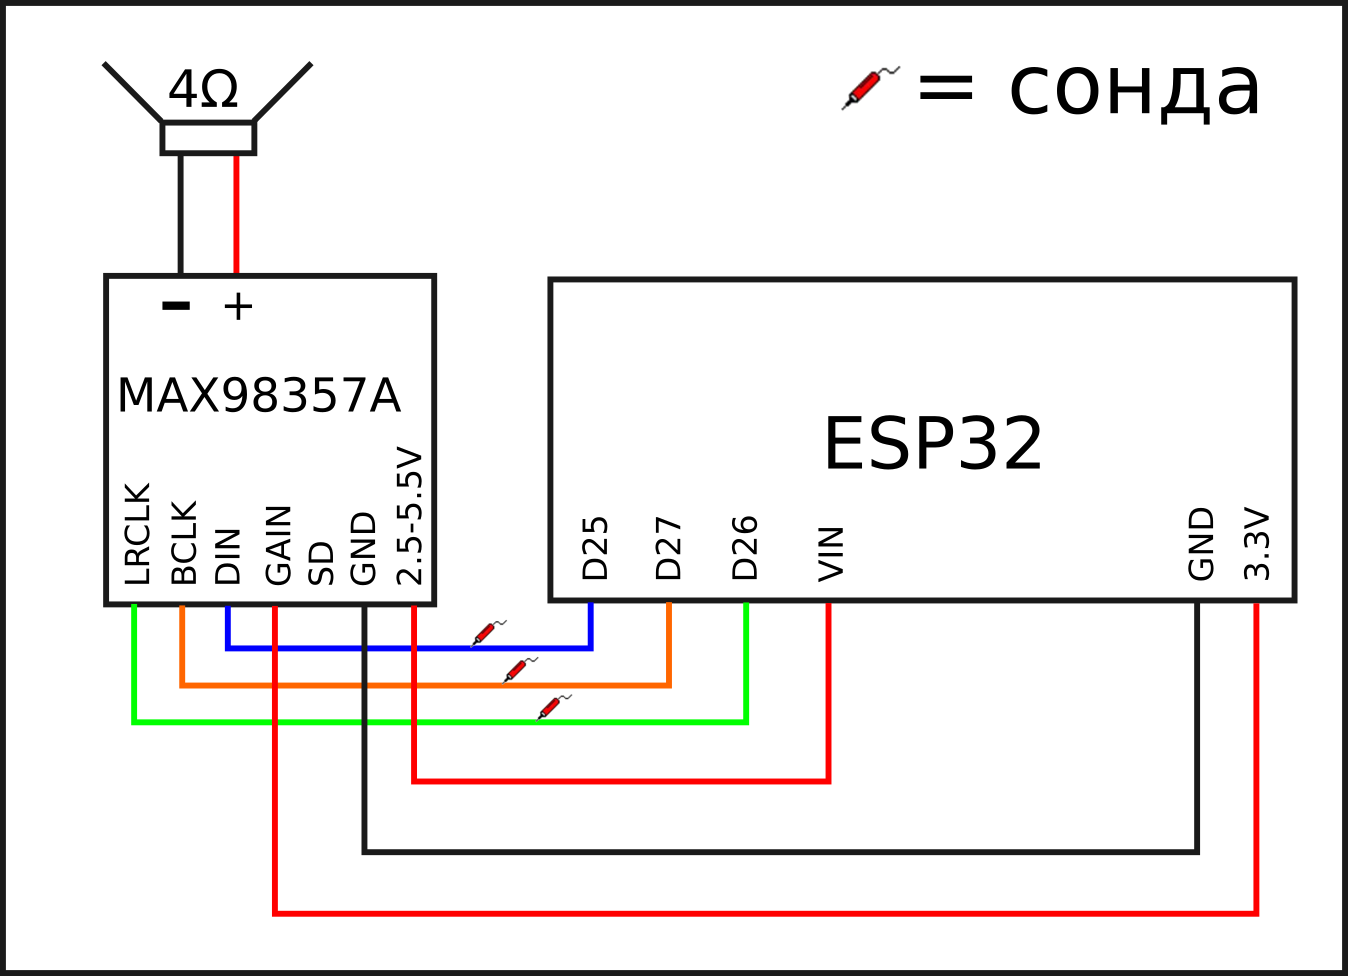 4Ω
= сонда
- +
MAX98357A
LRCLK
BCLK
DIN
GAIN
SD
GND
2.5-5.5V
ESP32
D25
D27
D26
VIN
GND
3.3V